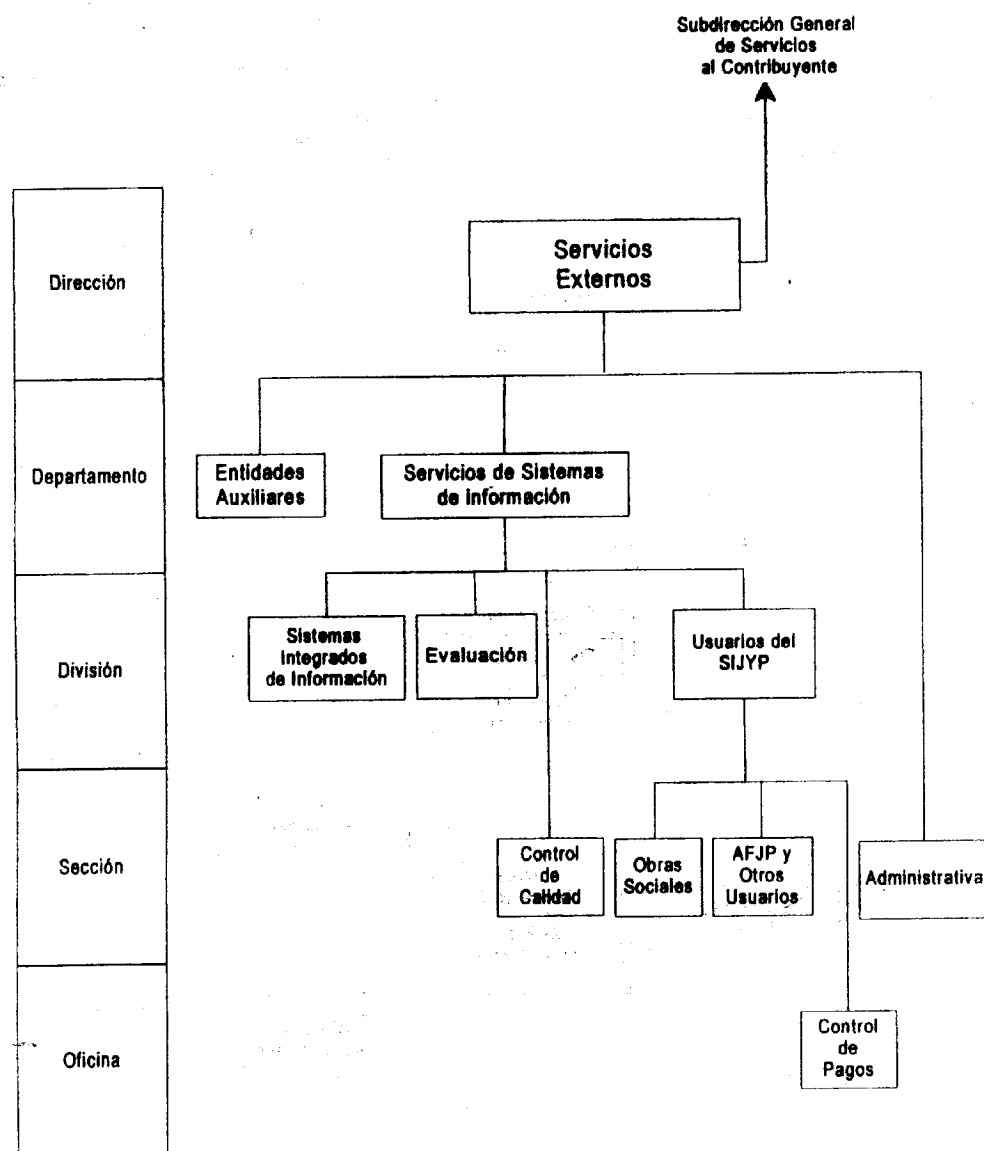 Subdirección General
de Servicios
al Contribuyente
Dirección
Servicios
Externos
Departamento
Entidades
Auxiliares
Servicios de Sistemas
de Información
División
Sistemas
Integrados
de Información
Evaluación
Usuarios del
SIJYP
Sección
Control
de
Calidad
Obras
Sociales
AFJP y
Otros
Usuarios
Administrativa
Oficina
Control
de
Pagos